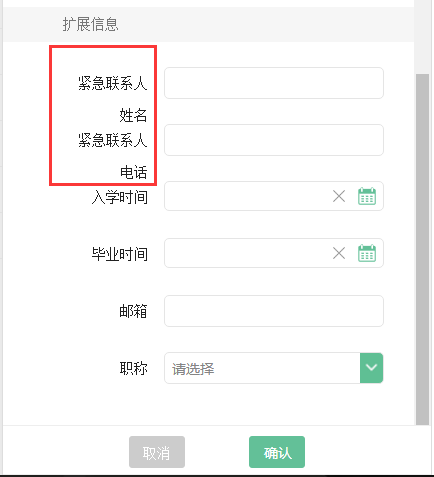 扩展信息
紧急联系人
姓名
紧急联系人
电话
入学时间
毕业时间
邮箱
职称 请选择
取消 确认